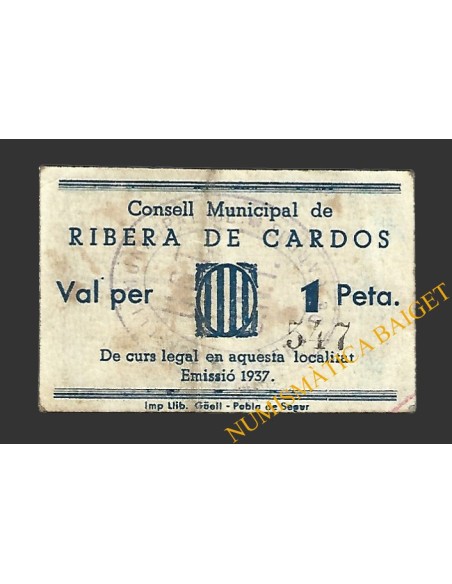 Consell Municipal de
RIBERA DE CARDOS
Val per 1 Peta.
547
De curs legal en aquesta localitat
Emissió 1937.
Imp Llib. Güell - Pobla de Segur
NUMISMÀTICA BAIGET